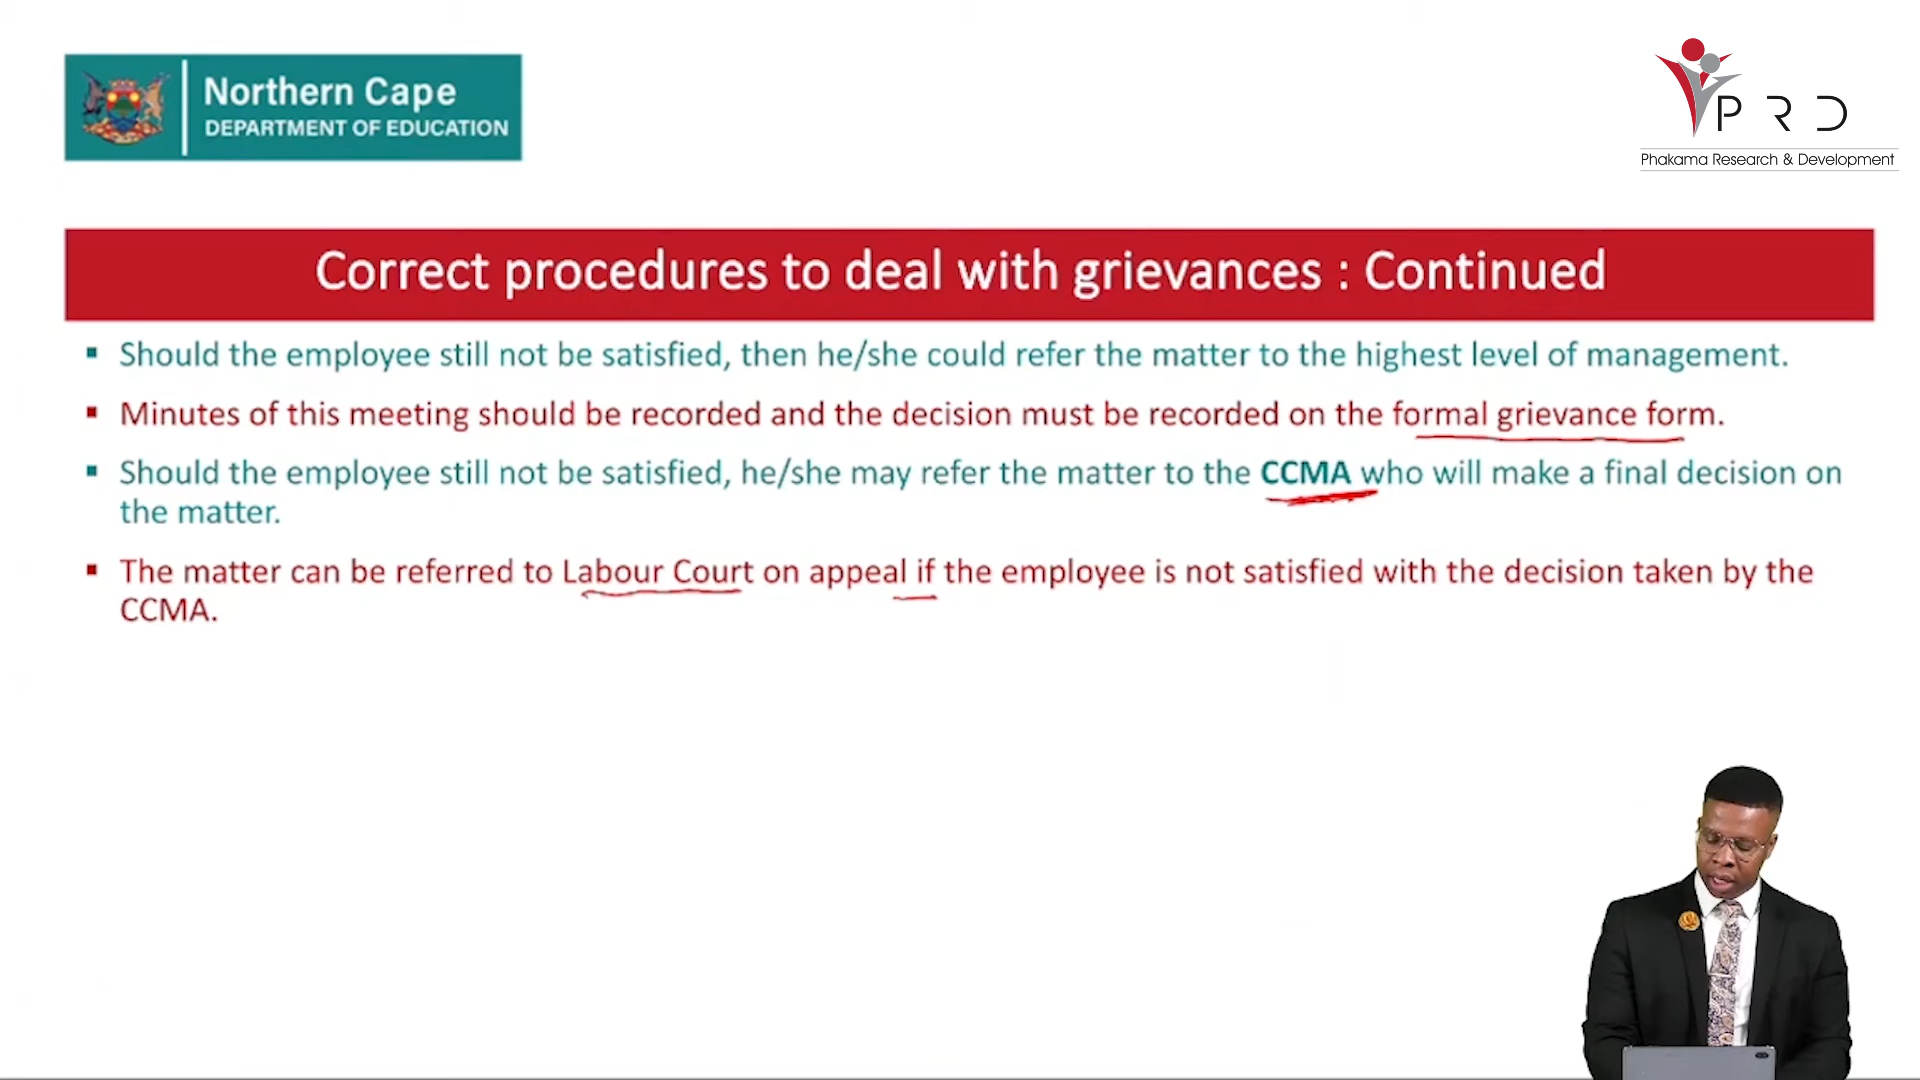 Northern Cape
DEPARTMENT OF EDUCATION
PRD
Phakama Research & Development
Correct procedures to deal with grievances : Continued
▪ Should the employee still not be satisfied, then he/she could refer the matter to the highest level of management.
▪ Minutes of this meeting should be recorded and the decision must be recorded on the formal grievance form.
▪ Should the employee still not be satisfied, he/she may refer the matter to the CCMA who will make a final decision on
the matter.
▪ The matter can be referred to Labour Court on appeal if the employee is not satisfied with the decision taken by the
CCMA.